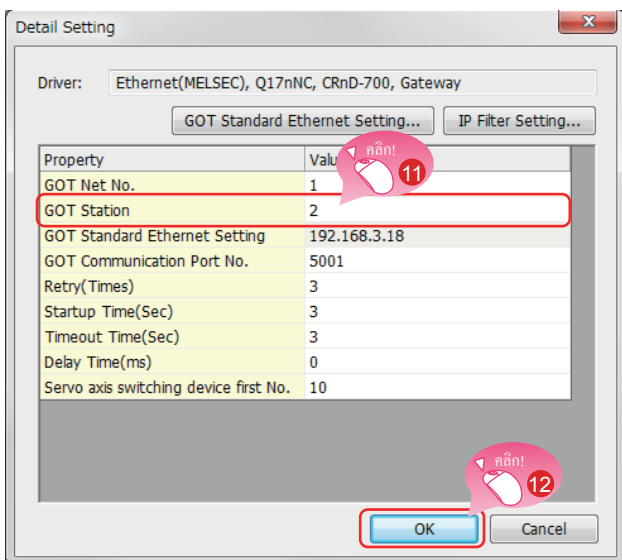 Detail Setting
Driver: Ethernet(MELSEC), Q17nNC, CRnD-700, Gateway
GOT Standard Ethernet Setting... IP Filter Setting...
Property Valu
คลิก! 11
GOT Net No. 1
GOT Station 2
GOT Standard Ethernet Setting 192.168.3.18
GOT Communication Port No. 5001
Retry(Times) 3
Startup Time(Sec) 3
Timeout Time(Sec) 3
Delay Time(ms) 0
Servo axis switching device first No. 10
คลิก! 12
OK Cancel